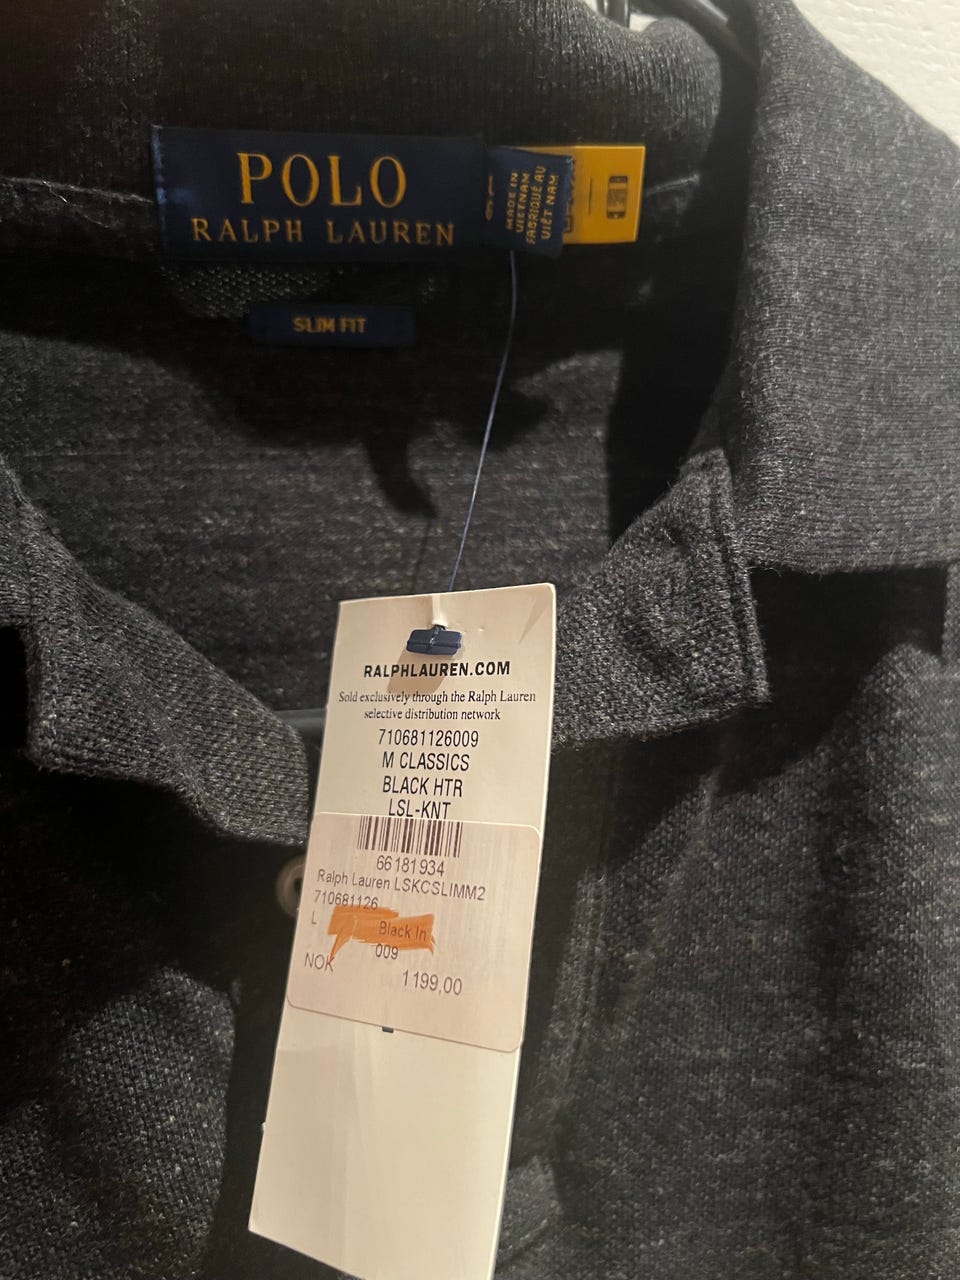 POLO
RALPH LAUREN
MADE IN
VIETNAM
FABRIQUÉ AU
VIÊT NAM
SLIM FIT
RALPHLAUREN.COM
Sold exclusively through the Ralph Lauren
selective distribution network
710681126009
M CLASSICS
BLACK HTR
LSL-KNT
66181934
Ralph Lauren LSKCSLIMM2
710681126
L
Black In
009
NOK
1199,00